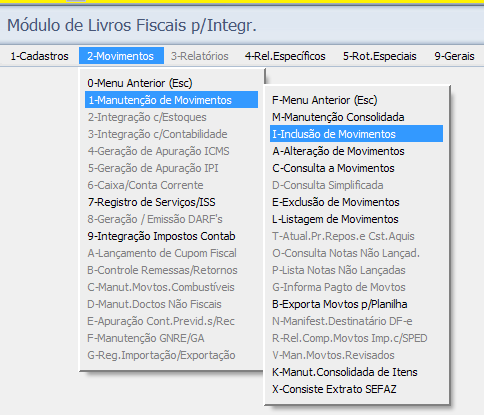 Módulo de Livros Fiscais p/Integr.
1-Cadastros 2-Movimentos 3-Relatórios 4-Rel.Específicos 5-Rot.Especiais 9-Gerais
0-Menu Anterior (Esc)
1-Manutenção de Movimentos
2-Integração c/Estoques
3-Integração c/Contabilidade
4-Geração de Apuração ICMS
5-Geração de Apuração IPI
6-Caixa/Conta Corrente
7-Registro de Serviços/ISS
8-Geração / Emissão DARF's
9-Integração Impostos Contab
A-Lançamento de Cupom Fiscal
B-Controle Remessas/Retornos
C-Manut.Movtos.Combustíveis
D-Manut.Doctos Não Fiscais
E-Apuração Cont.Previd.s/Rec
F-Manutenção GNRE/GA
G-Reg.Importação/Exportação
F-Menu Anterior (Esc)
M-Manutenção Consolidada
I-Inclusão de Movimentos
A-Alteração de Movimentos
C-Consulta a Movimentos
D-Consulta Simplificada
E-Exclusão de Movimentos
L-Listagem de Movimentos
T-Atual.Pr.Repos.e Cst.Aquis
O-Consulta Notas Não Lançad.
P-Lista Notas Não Lançadas
G-Informa Pagto de Movtos
B-Exporta Movtos p/Planilha
N-Manifest.Destinatário DF-e
R-Rel.Comp.Movtos Imp.c/SPED
V-Man.Movtos.Revisados
K-Manut.Consolidada de Itens
X-Consiste Extrato SEFAZ